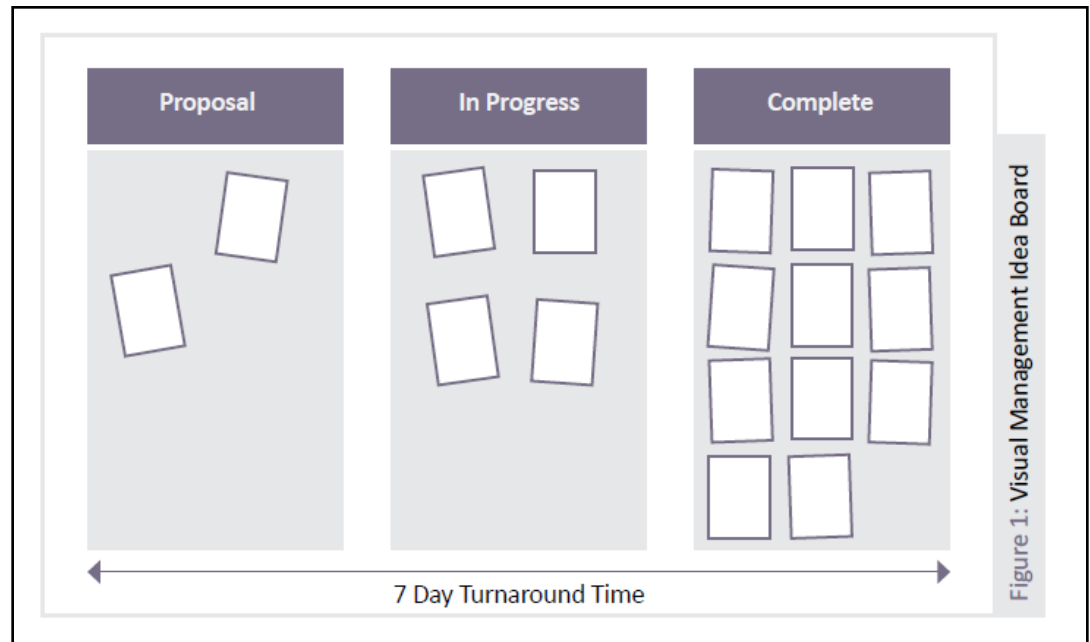 Proposal
In Progress
Complete
7 Day Turnaround Time
Figure 1: Visual Management Idea Board